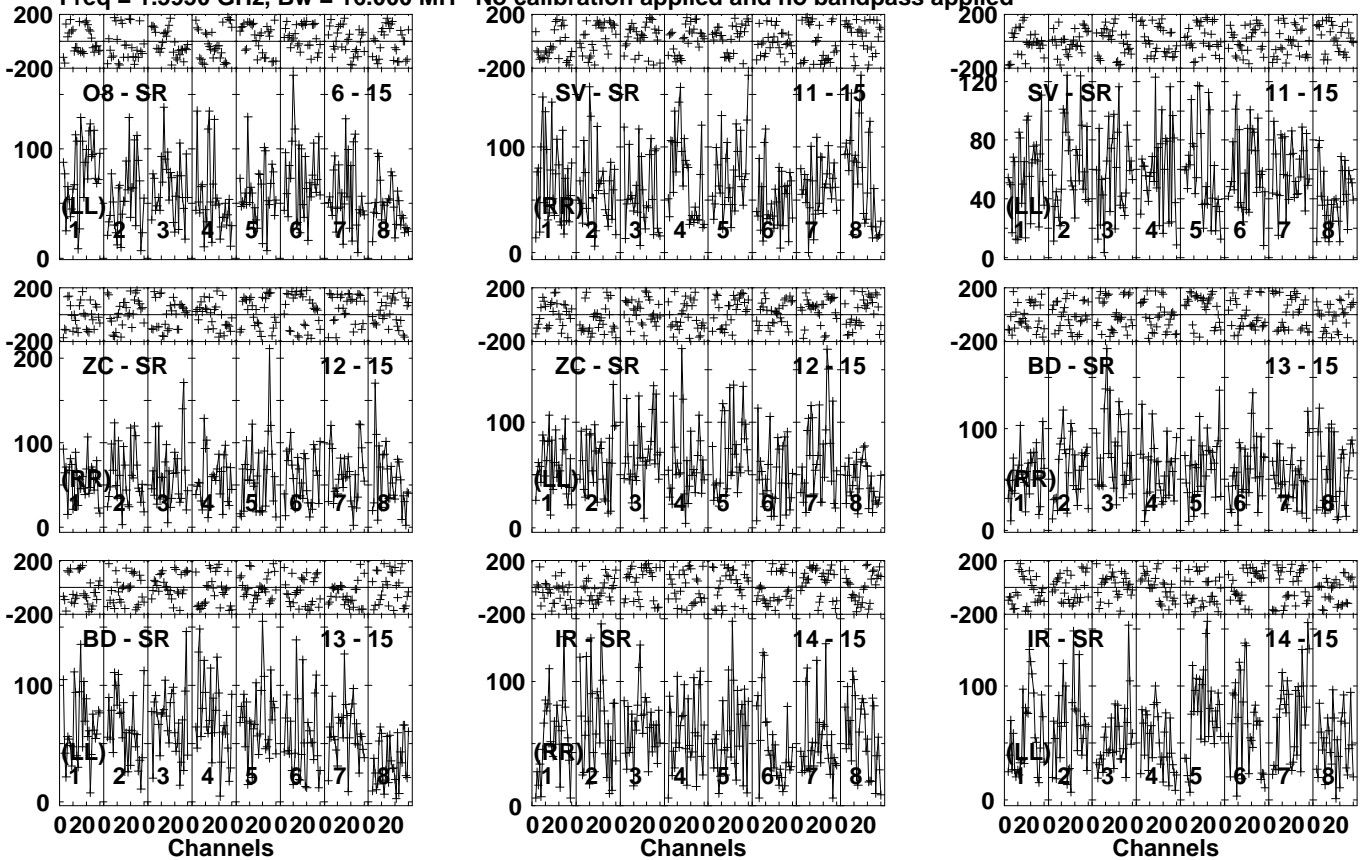 Freq = 1.5950 GHz, Bw = 16.000 MH No calibration applied and no bandpass applied
200 200 200
-200 -200 -200
120
O8 - SR 6 - 15 SV - SR 11 - 15 SV - SR 11 - 15
100 100 80
40
(LL) (RR) (LL)
1 2 3 4 5 6 7 8 1 2 3 4 5 6 7 8 1 2 3 4 5 6 7 8
0 0 0
200 200 200
-200 -200 -200
200
ZC - SR 12 - 15 ZC - SR 12 - 15 BD - SR 13 - 15
100 100 100
(RR) (LL) (RR)
1 2 3 4 5 6 7 8 1 2 3 4 5 6 7 8 1 2 3 4 5 6 7 8
0 0 0
200 200 200
-200 -200 -200
BD - SR 13 - 15 IR - SR 14 - 15 IR - SR 14 - 15
100 100 100
(LL) (RR) (LL)
1 2 3 4 5 6 7 8 1 2 3 4 5 6 7 8 1 2 3 4 5 6 7 8
0 0 0
0 20 0 20 0 20 0 20 0 20 0 20 0 20 0 20 0 20 0 20 0 20 0 20 0 20 0 20 0 20 0 20 0 20 0 20 0 20 0 20 0 20 0 20 0 20 0 20
Channels Channels Channels